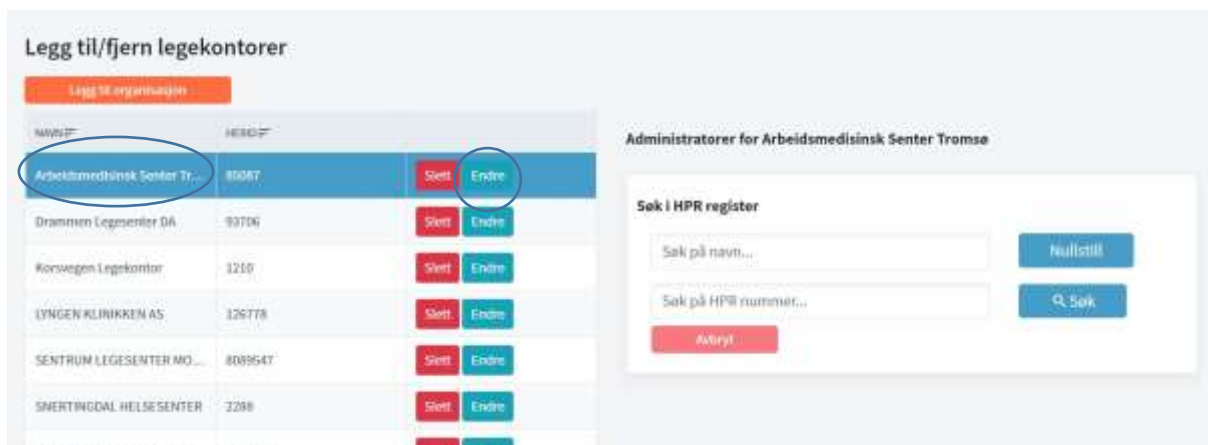 Legg til/fjern legekontorer
Legg til organisasjon
NAVN HERID
Arbeidsmedisinsk Senter Tr... 80087 Slett Endre
Drammen Legesenter DA 93706 Slett Endre
Korsvegen Legekontor 1210 Slett Endre
LYNGEN KLINIKKEN AS 126778 Slett Endre
SENTRUM LEGESENTER MO... 8089547 Slett Endre
SNERTINGDAL HELSESENTER 2288 Slett Endre
Administratorer for Arbeidsmedisinsk Senter Tromsø
Søk i HPR register
Søk på navn... Nullstill
Søk på HPR nummer... Søk
Avbryt